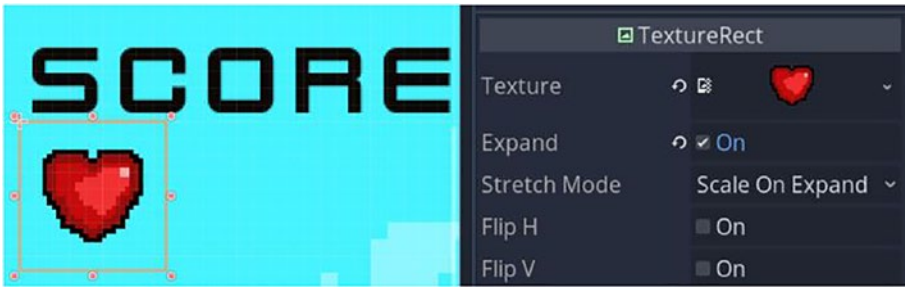 SCORE
TextureRect
Texture
Expand On
Stretch Mode Scale On Expand
Flip H On
Flip V On